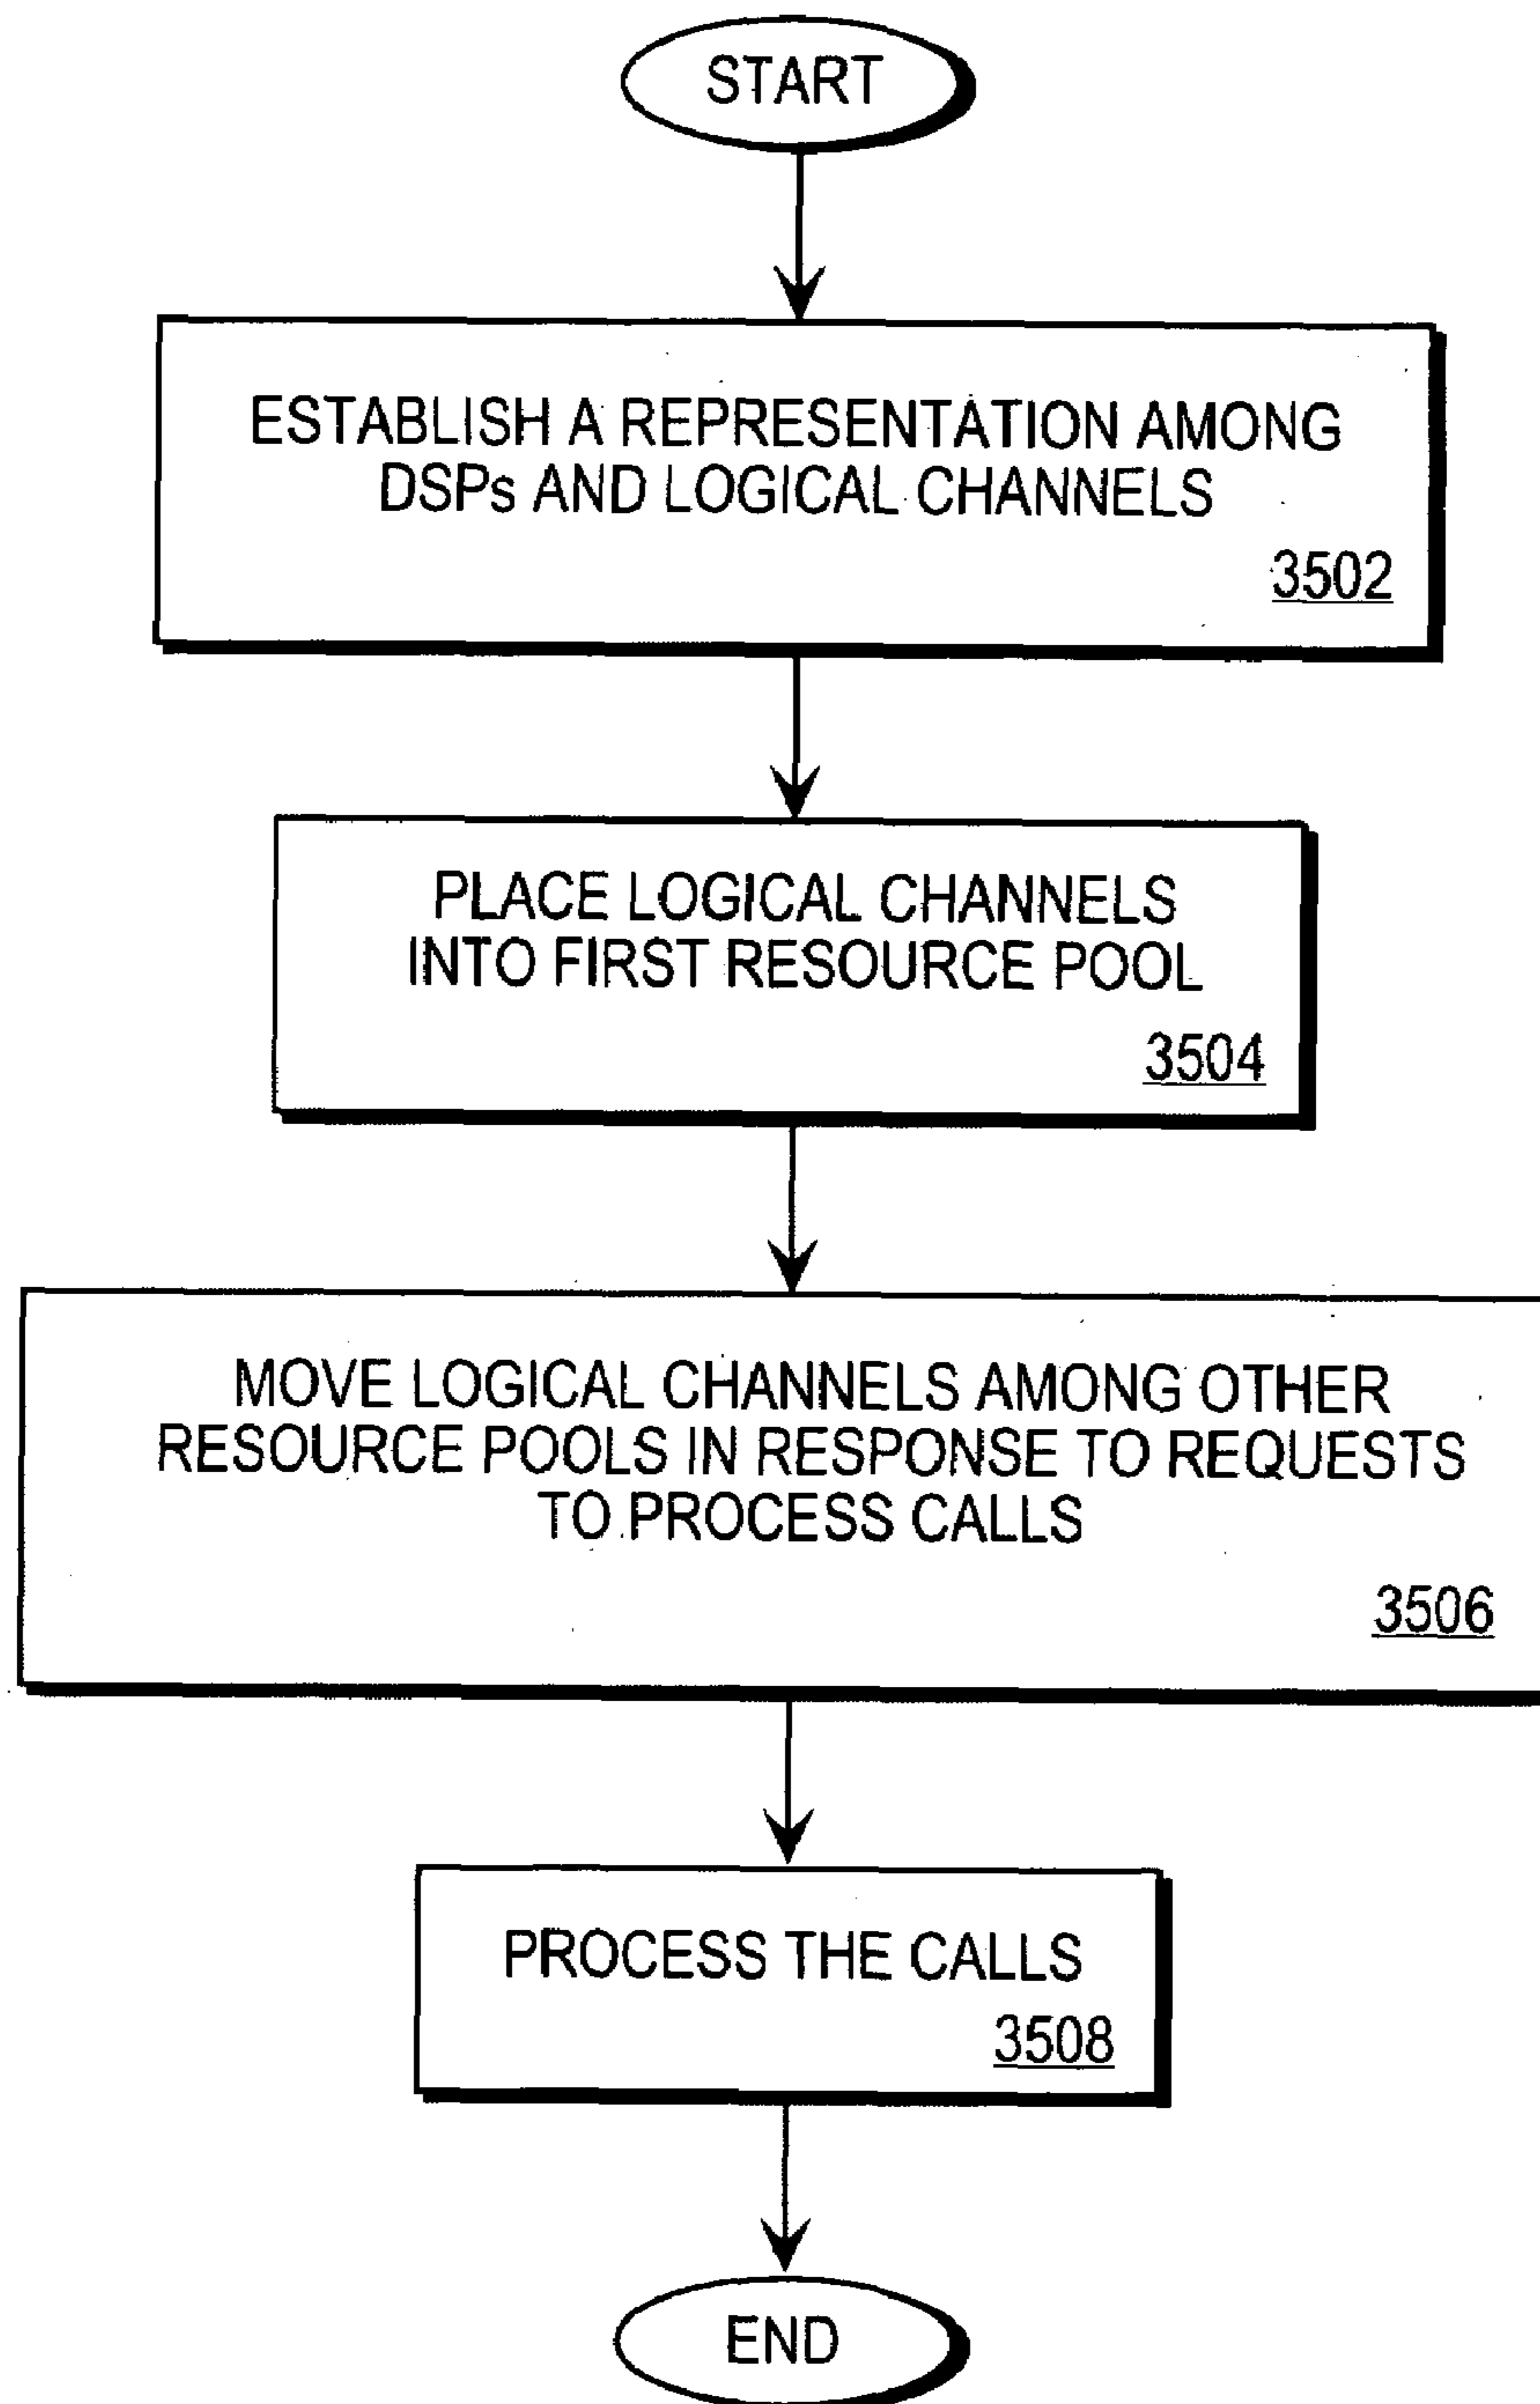 START
ESTABLISH A REPRESENTATION AMONG
DSPs AND LOGICAL CHANNELS
3502
PLACE LOGICAL CHANNELS
INTO FIRST RESOURCE POOL
3504
MOVE LOGICAL CHANNELS AMONG OTHER
RESOURCE POOLS IN RESPONSE TO REQUESTS
TO PROCESS CALLS
3506
PROCESS THE CALLS
3508
END